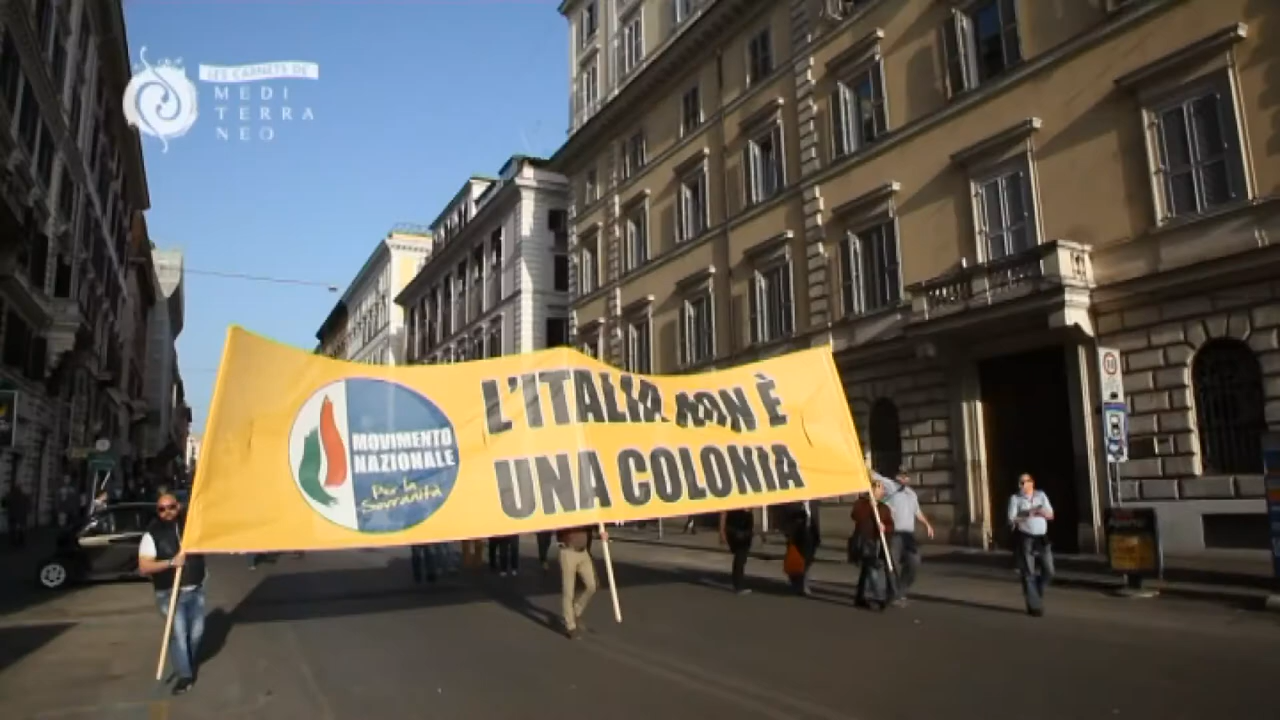 LES CARNETS DE
MEDI
TERRA
NEO
L'ITALIA NON È
UNA COLONIA
MOVIMENTO
NAZIONALE
Per la
Sovranità